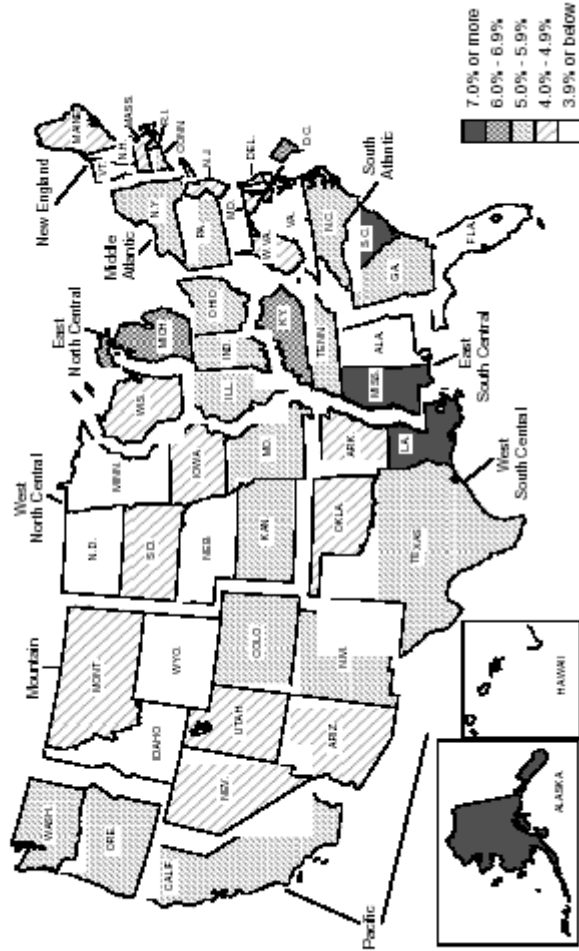 New England
Middle
Atlantic
East
North Central
West
North Central
Mountain
Pacific
South
Atlantic
East
South Central
West
South Central
WASH.
ORE.
CALIF.
NEV.
IDAHO
MONT.
WYO.
UTAH
ARIZ.
COLO.
N.M.
N.D.
S.D.
NEB.
KAN.
OKLA.
TEXAS
MINN.
IOWA
MO.
ARK.
LA.
WIS.
ILL.
IND.
MICH.
OHIO
KY.
TENN.
MISS.
ALA.
GA.
FLA.
S.C.
N.C.
VA.
W.VA.
MD.
DEL.
D.C.
PA.
N.J.
N.Y.
CONN.
R.I.
MASS.
VT.
N.H.
MAINE
ALASKA
HAWAII
7.0% or more
6.0% - 6.9%
5.0% - 5.9%
4.0% - 4.9%
3.9% or below